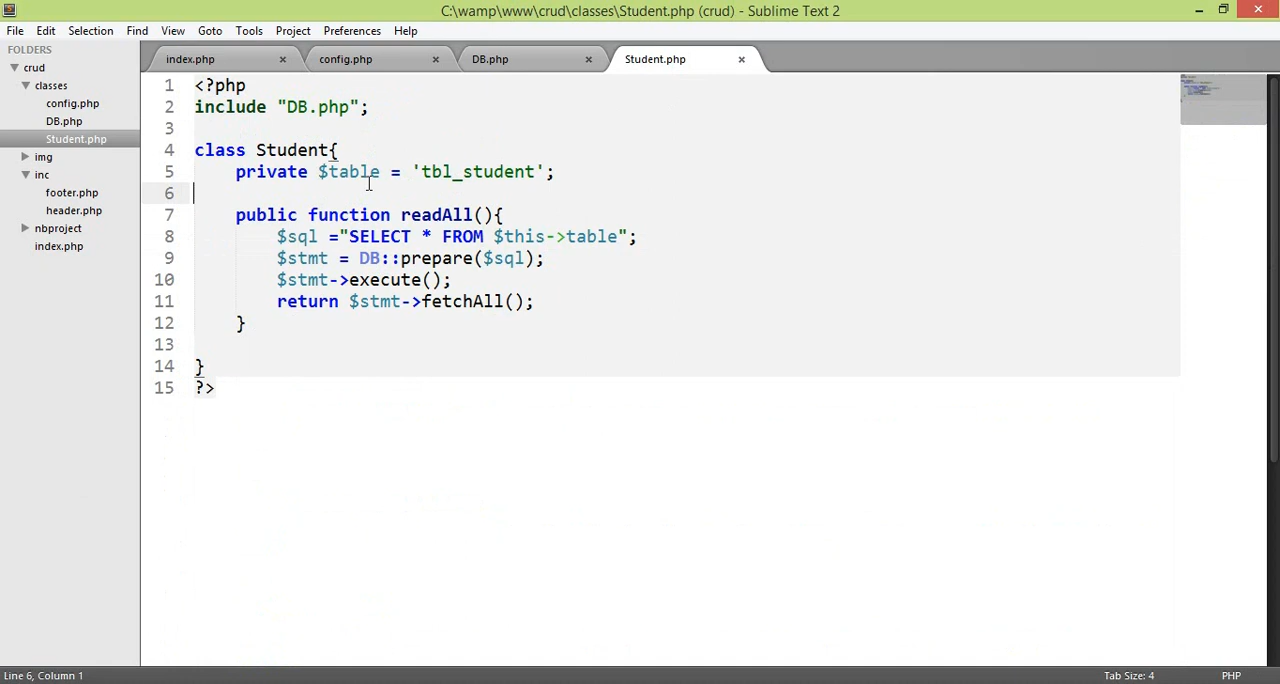 C:\wamp\www\crud\classes\Student.php (crud) - Sublime Text 2
File Edit Selection Find View Goto Tools Project Preferences Help
FOLDERS
crud
classes
config.php
DB.php
Student.php
img
inc
footer.php
header.php
nbproject
index.php
index.php × config.php × DB.php × Student.php ×
1 <?php
2 include "DB.php";
3
4 class Student{
5     private $table = 'tbl_student';
6
7     public function readAll(){
8         $sql ="SELECT * FROM $this->table";
9         $stmt = DB::prepare($sql);
10         $stmt->execute();
11         return $stmt->fetchAll();
12     }
13
14 }
15 ?>
Line 6, Column 1 Tab Size: 4 PHP